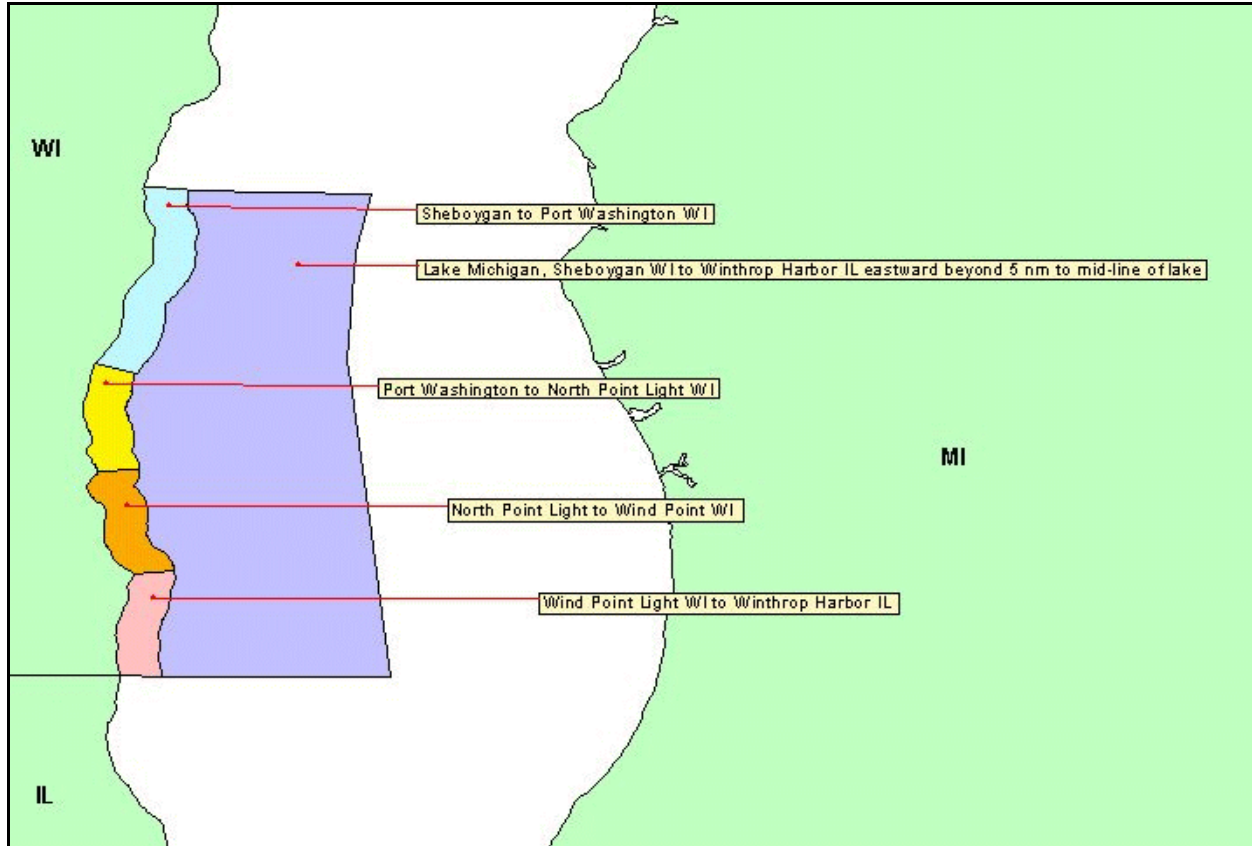 WI
Sheboygan to Port Washington WI
Lake Michigan, Sheboygan WI to Winthrop Harbor IL eastward beyond 5 nm to mid-line of lake
Port Washington to North Point Light WI
MI
North Point Light to Wind Point WI
Wind Point Light WI to Winthrop Harbor IL
IL